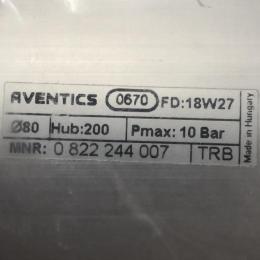 AVENTICS 0670 FD:18W27
Ø80 Hub:200 Pmax: 10 Bar
MNR: 0 822 244 007 TRB
Made in Hungary